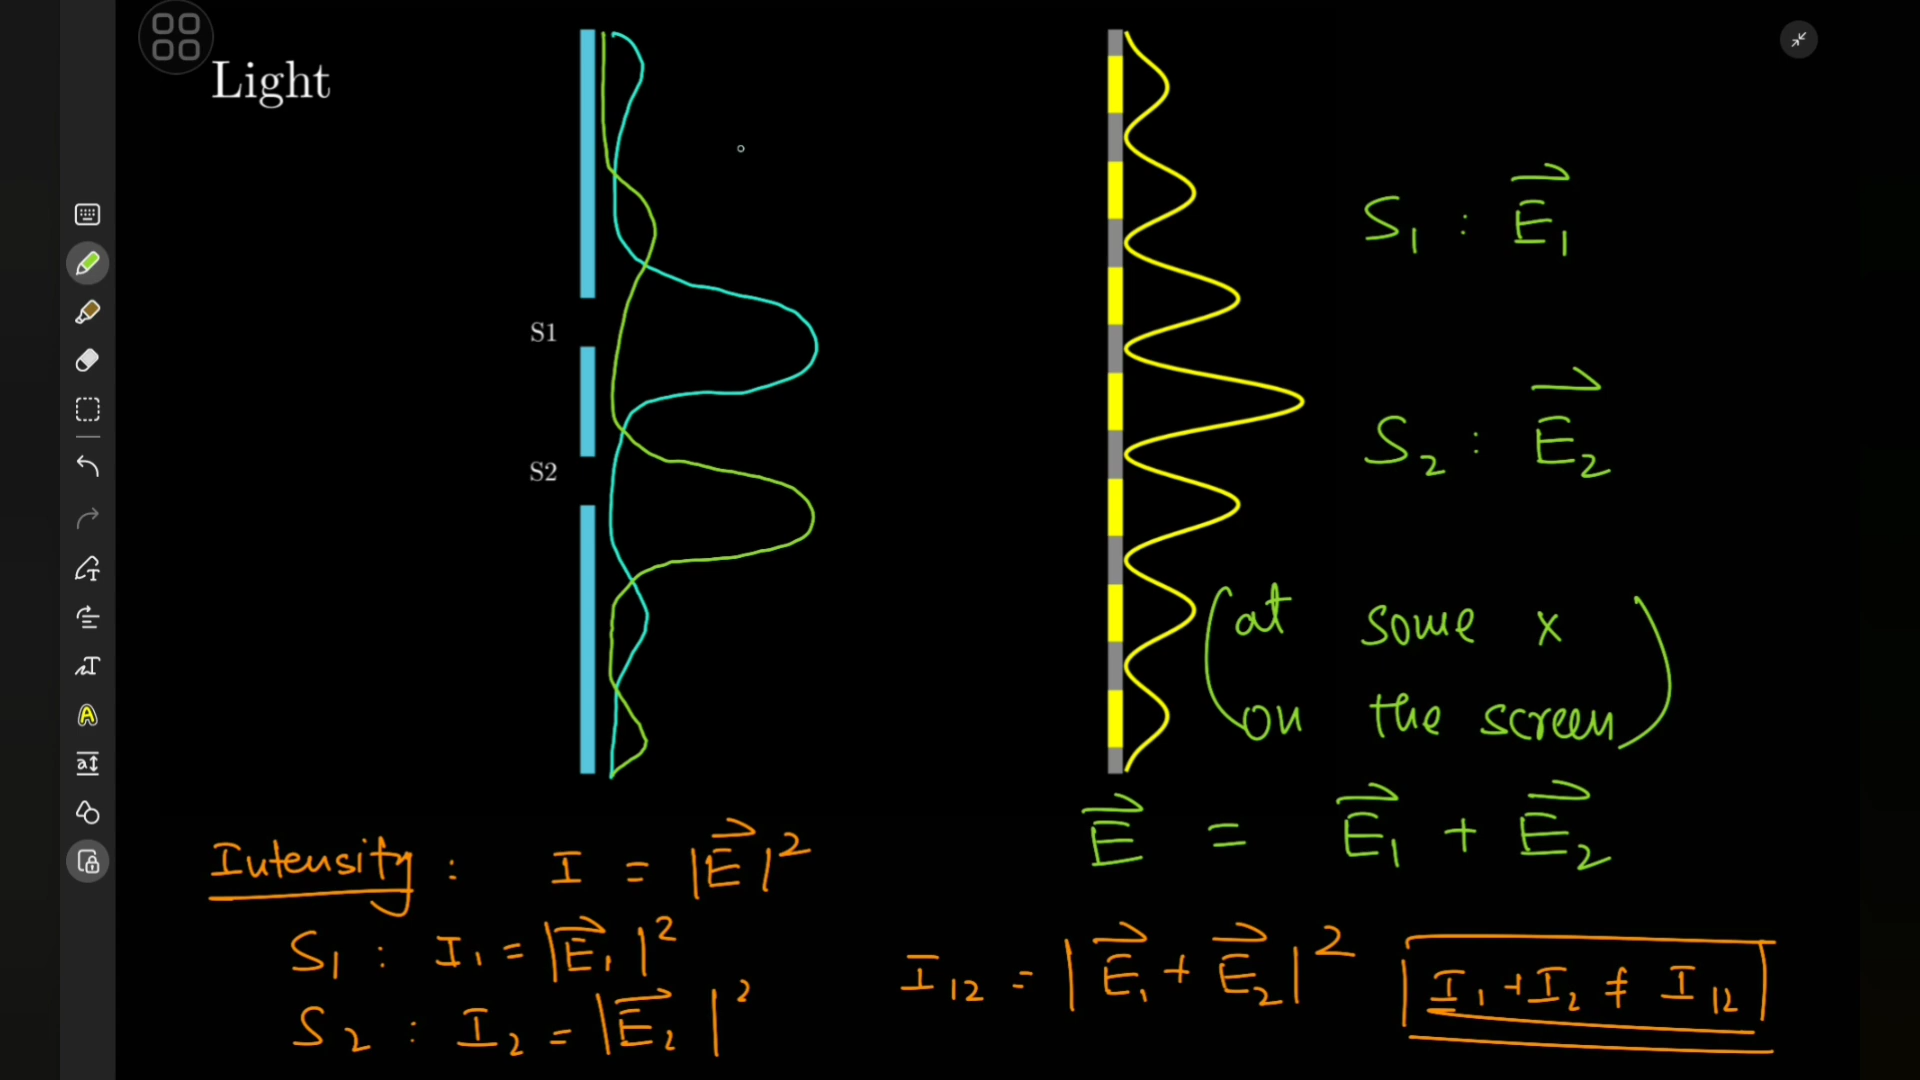 Light
S1
S2
S₁ : E⃗₁
S₂ : E⃗₂
(at some x
on the screen)
E⃗ = E⃗₁ + E⃗₂
Intensity : I = |E⃗|²
S₁ : I₁ = |E⃗₁|²
S₂ : I₂ = |E⃗₂|²
I₁₂ = |E⃗₁ + E⃗₂|²
I₁ + I₂ ≠ I₁₂